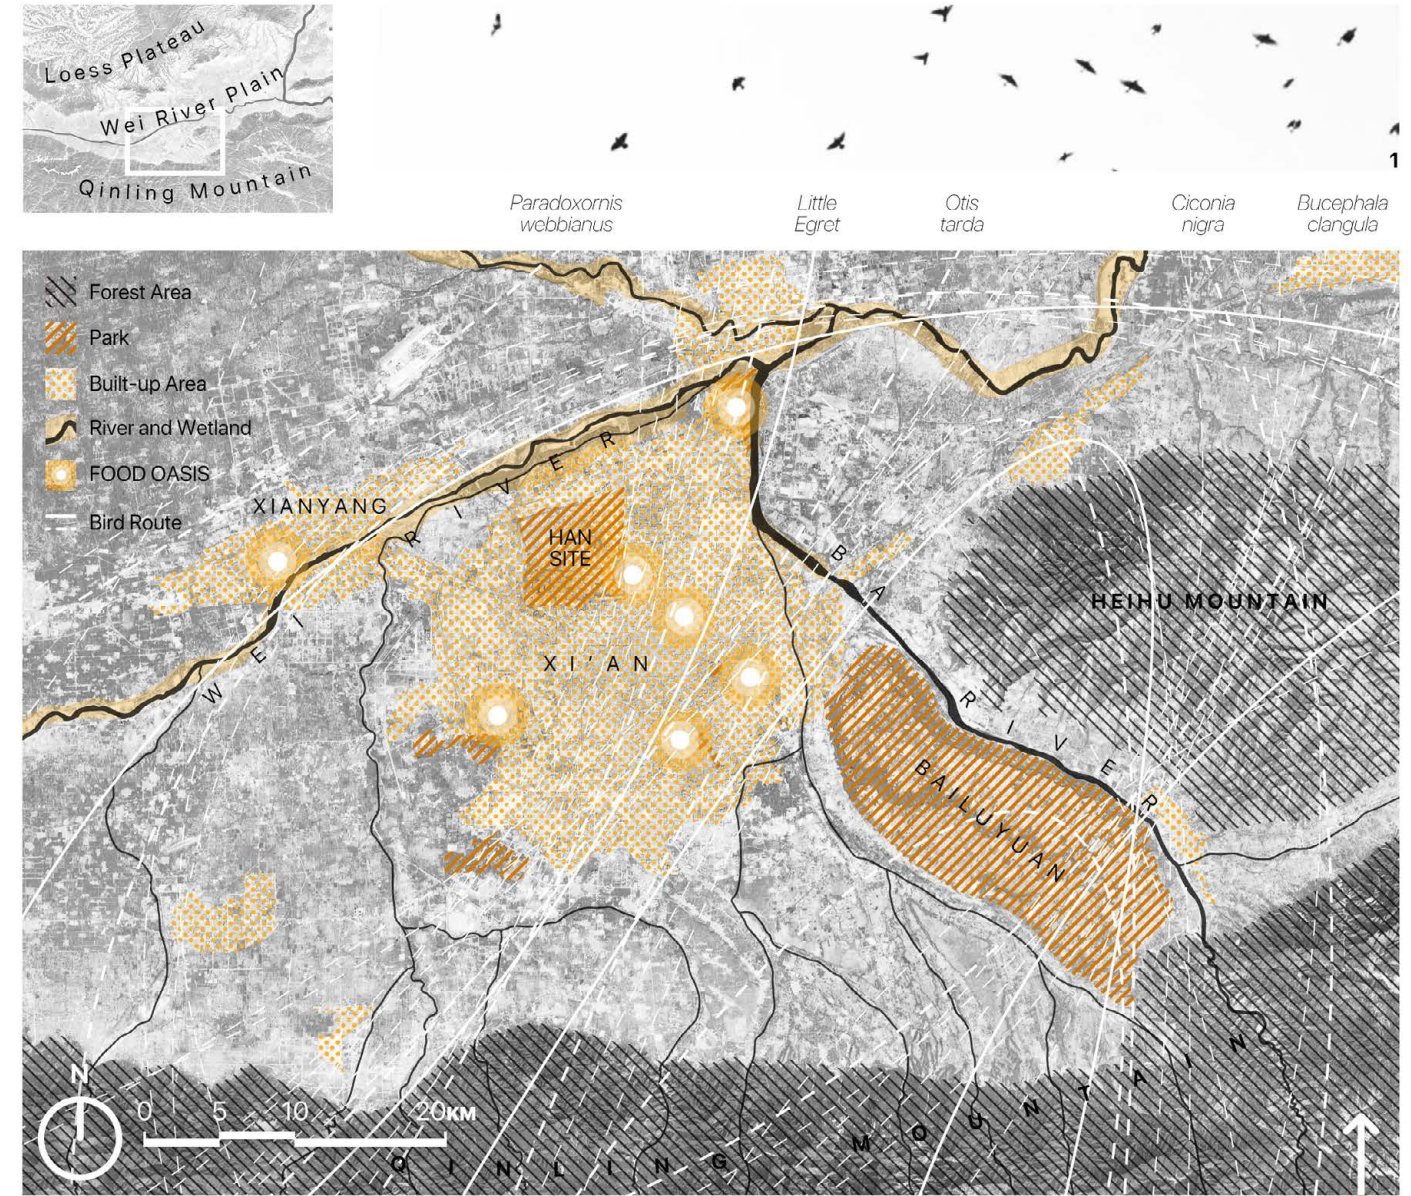 Loess Plateau
Wei River Plain
Qinling Mountain
1
Paradoxornis
webbianus
Little
Egret
Otis
tarda
Ciconia
nigra
Bucephala
clangula
Forest Area
Park
Built-up Area
River and Wetland
FOOD OASIS
Bird Route
XIANYANG
WEI RIVER
HAN
SITE
XI'AN
BA RIVER
HEIHU MOUNTAIN
BAILUYUAN
QINLING MOUNTAIN
N
0 5 10 20KM